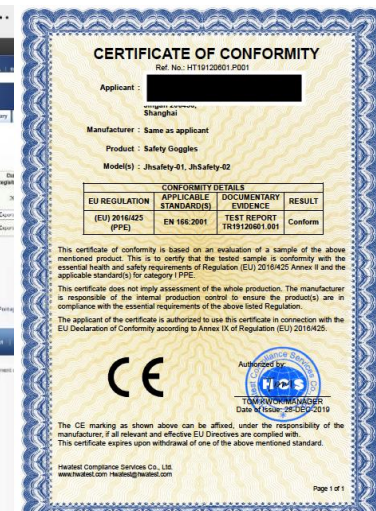 CERTIFICATE OF CONFORMITY
Ref. No.: HT19120601.P001
Applicant :
Shanghai
Manufacturer : Same as applicant
Product : Safety Goggles
Model(s) : Jhsafety-01, JhSafety-02
CONFORMITY DETAILS
EU REGULATION APPLICABLE STANDARD(S) DOCUMENTARY EVIDENCE RESULT
(EU) 2016/425 (PPE) EN 166:2001 TEST REPORT TR19120601.001 Conform
This certificate of conformity is based on an evaluation of a sample of the above
mentioned product. This is to certify that the tested sample is conformity with the
essential health and safety requirements of Regulation (EU) 2016/425 Annex II and the
applicable standard(s) for category I PPE.
This certificate does not imply assessment of the whole production. The manufacturer
is responsible of the internal production control to ensure the product(s) are in
compliance with the essential requirements of the above listed Regulation.
The applicant of the certificate is authorized to use this certificate in connection with the
EU Declaration of Conformity according to Annex IX of Regulation (EU) 2016/425.
CE
Authorized by:
HCS
TOM KWOK/MANAGER
Date of Issue: 28-DEC-2019
The CE marking as shown above can be affixed, under the responsibility of the
manufacturer, if all relevant and effective EU Directives are complied with.
This certificate expires upon withdrawal of one of the above mentioned standard.
Hwatest Compliance Services Co., Ltd.
www.hwatest.com Hwatest@hwatest.com
Page 1 of 1